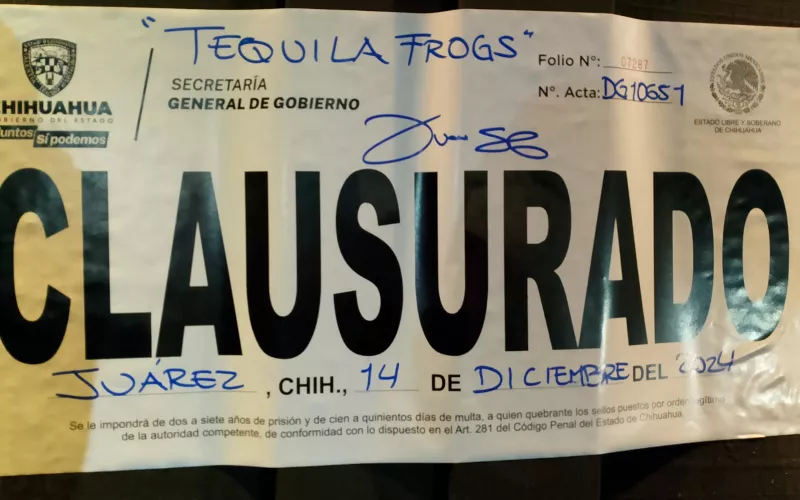 "TEQUILA FROGS"
CHIHUAHUA
GOBIERNO DEL ESTADO
Juntos Sí podemos
SECRETARÍA
GENERAL DE GOBIERNO
Folio N°: 07287
N°. Acta: DG10651
ESTADO LIBRE Y SOBERANO
DE CHIHUAHUA
CLAUSURADO
JUÁREZ, CHIH., 14 DE DICIEMBRE DEL 2024
Se le impondrá de dos a siete años de prisión y de cien a quinientos días de multa, a quien quebrante los sellos puestos por orden legítima
de la autoridad competente, de conformidad con lo dispuesto en el Art. 281 del Código Penal del Estado de Chihuahua.